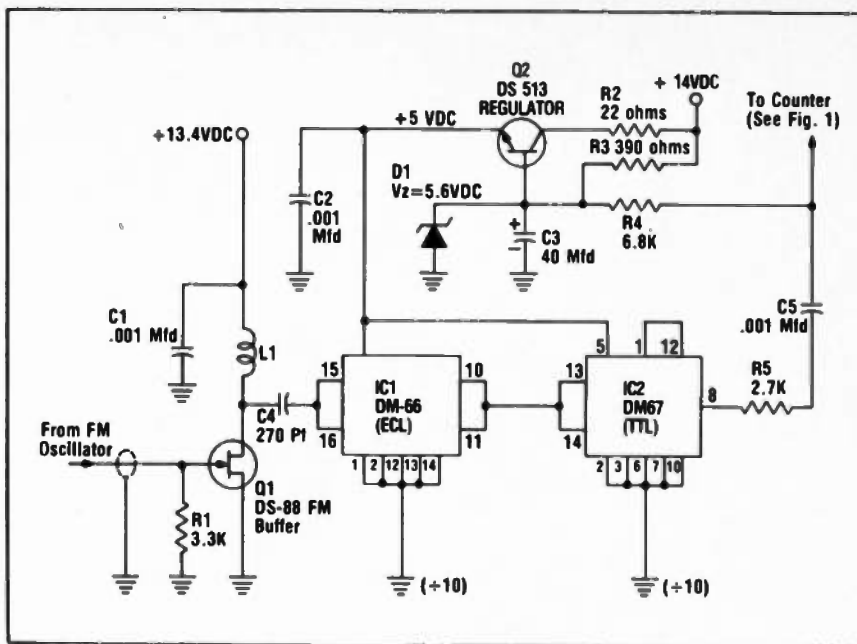 Q2
DS 513
REGULATOR
+ 14VDC
R2
22 ohms
To Counter
(See Fig. 1)
+5 VDC
R3 390 ohms
+13.4VDC
C2
.001
Mfd
D1
Vz=5.6VDC
+
−
C3
40 Mfd
R4
6.8K
C1
.001 Mfd
C5
.001 Mfd
L1
15
16
IC1
DM-66
(ECL)
10
11
5
1
12
13
14
IC2
DM67
(TTL)
8
R5
2.7K
C4
270 Pf
From FM
Oscillator
1
2
12
13
14
2
3
6
7
10
Q1
DS-88 FM
Buffer
R1
3.3K
(÷10)
(÷10)